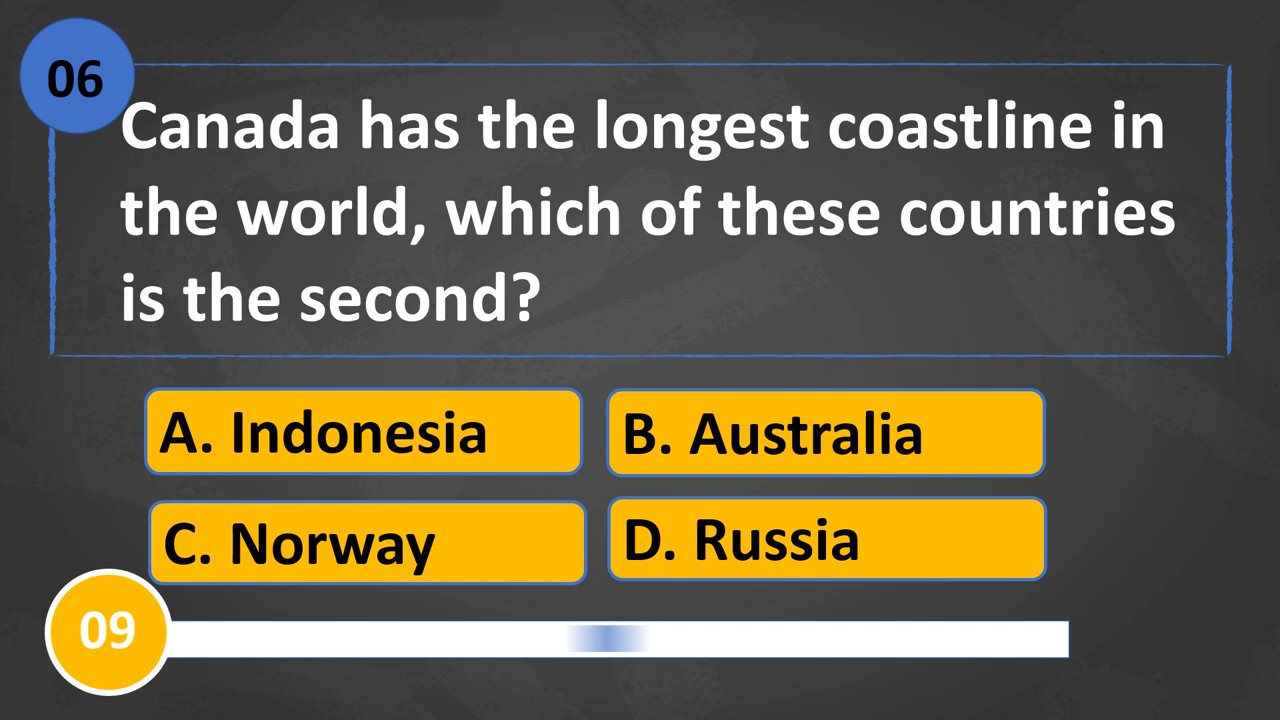 06
Canada has the longest coastline in
the world, which of these countries
is the second?
A. Indonesia
B. Australia
C. Norway
D. Russia
09